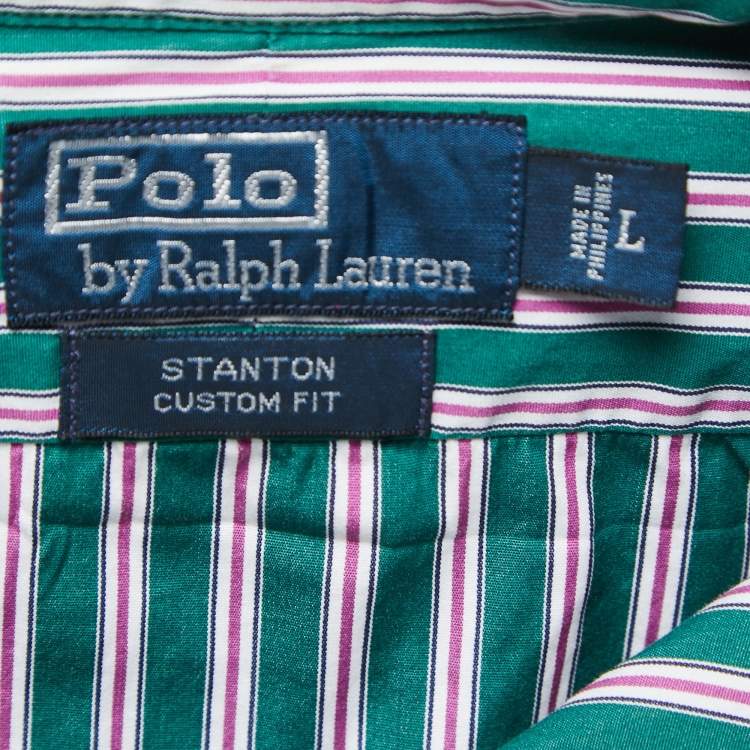 Polo
by Ralph Lauren
MADE IN
PHILIPPINES
L
STANTON
CUSTOM FIT